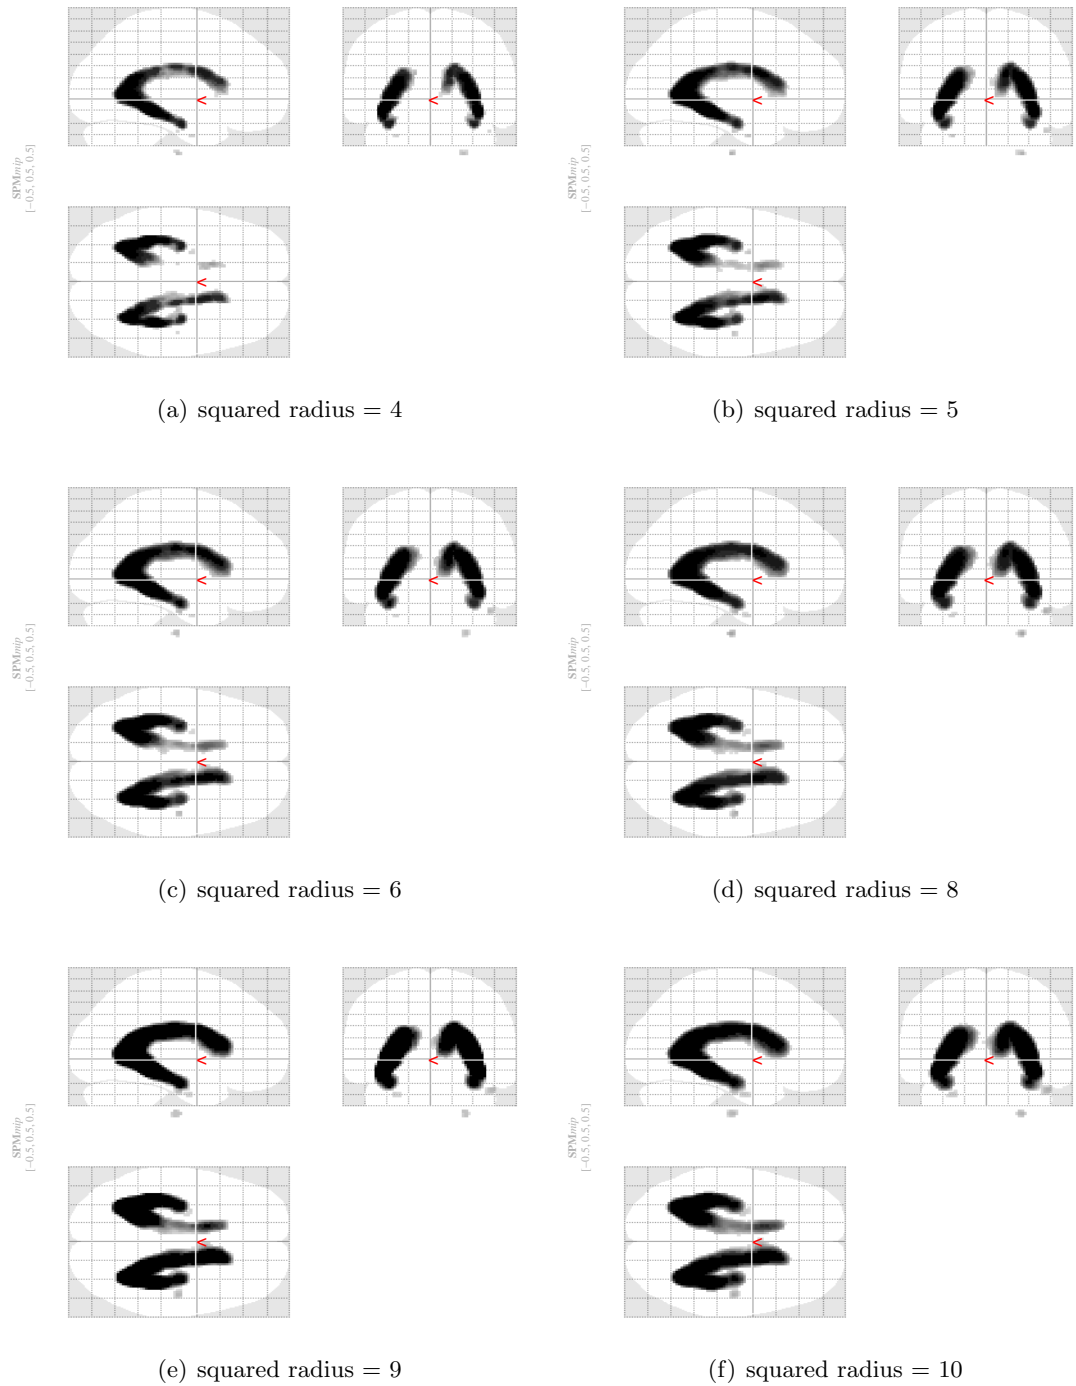 SPMmip
[−0.5, 0.5, 0.5]
<
<
<
(a) squared radius = 4
SPMmip
[−0.5, 0.5, 0.5]
<
<
<
(b) squared radius = 5
SPMmip
[−0.5, 0.5, 0.5]
<
<
<
(c) squared radius = 6
SPMmip
[−0.5, 0.5, 0.5]
<
<
<
(d) squared radius = 8
SPMmip
[−0.5, 0.5, 0.5]
<
<
<
(e) squared radius = 9
SPMmip
[−0.5, 0.5, 0.5]
<
<
<
(f) squared radius = 10